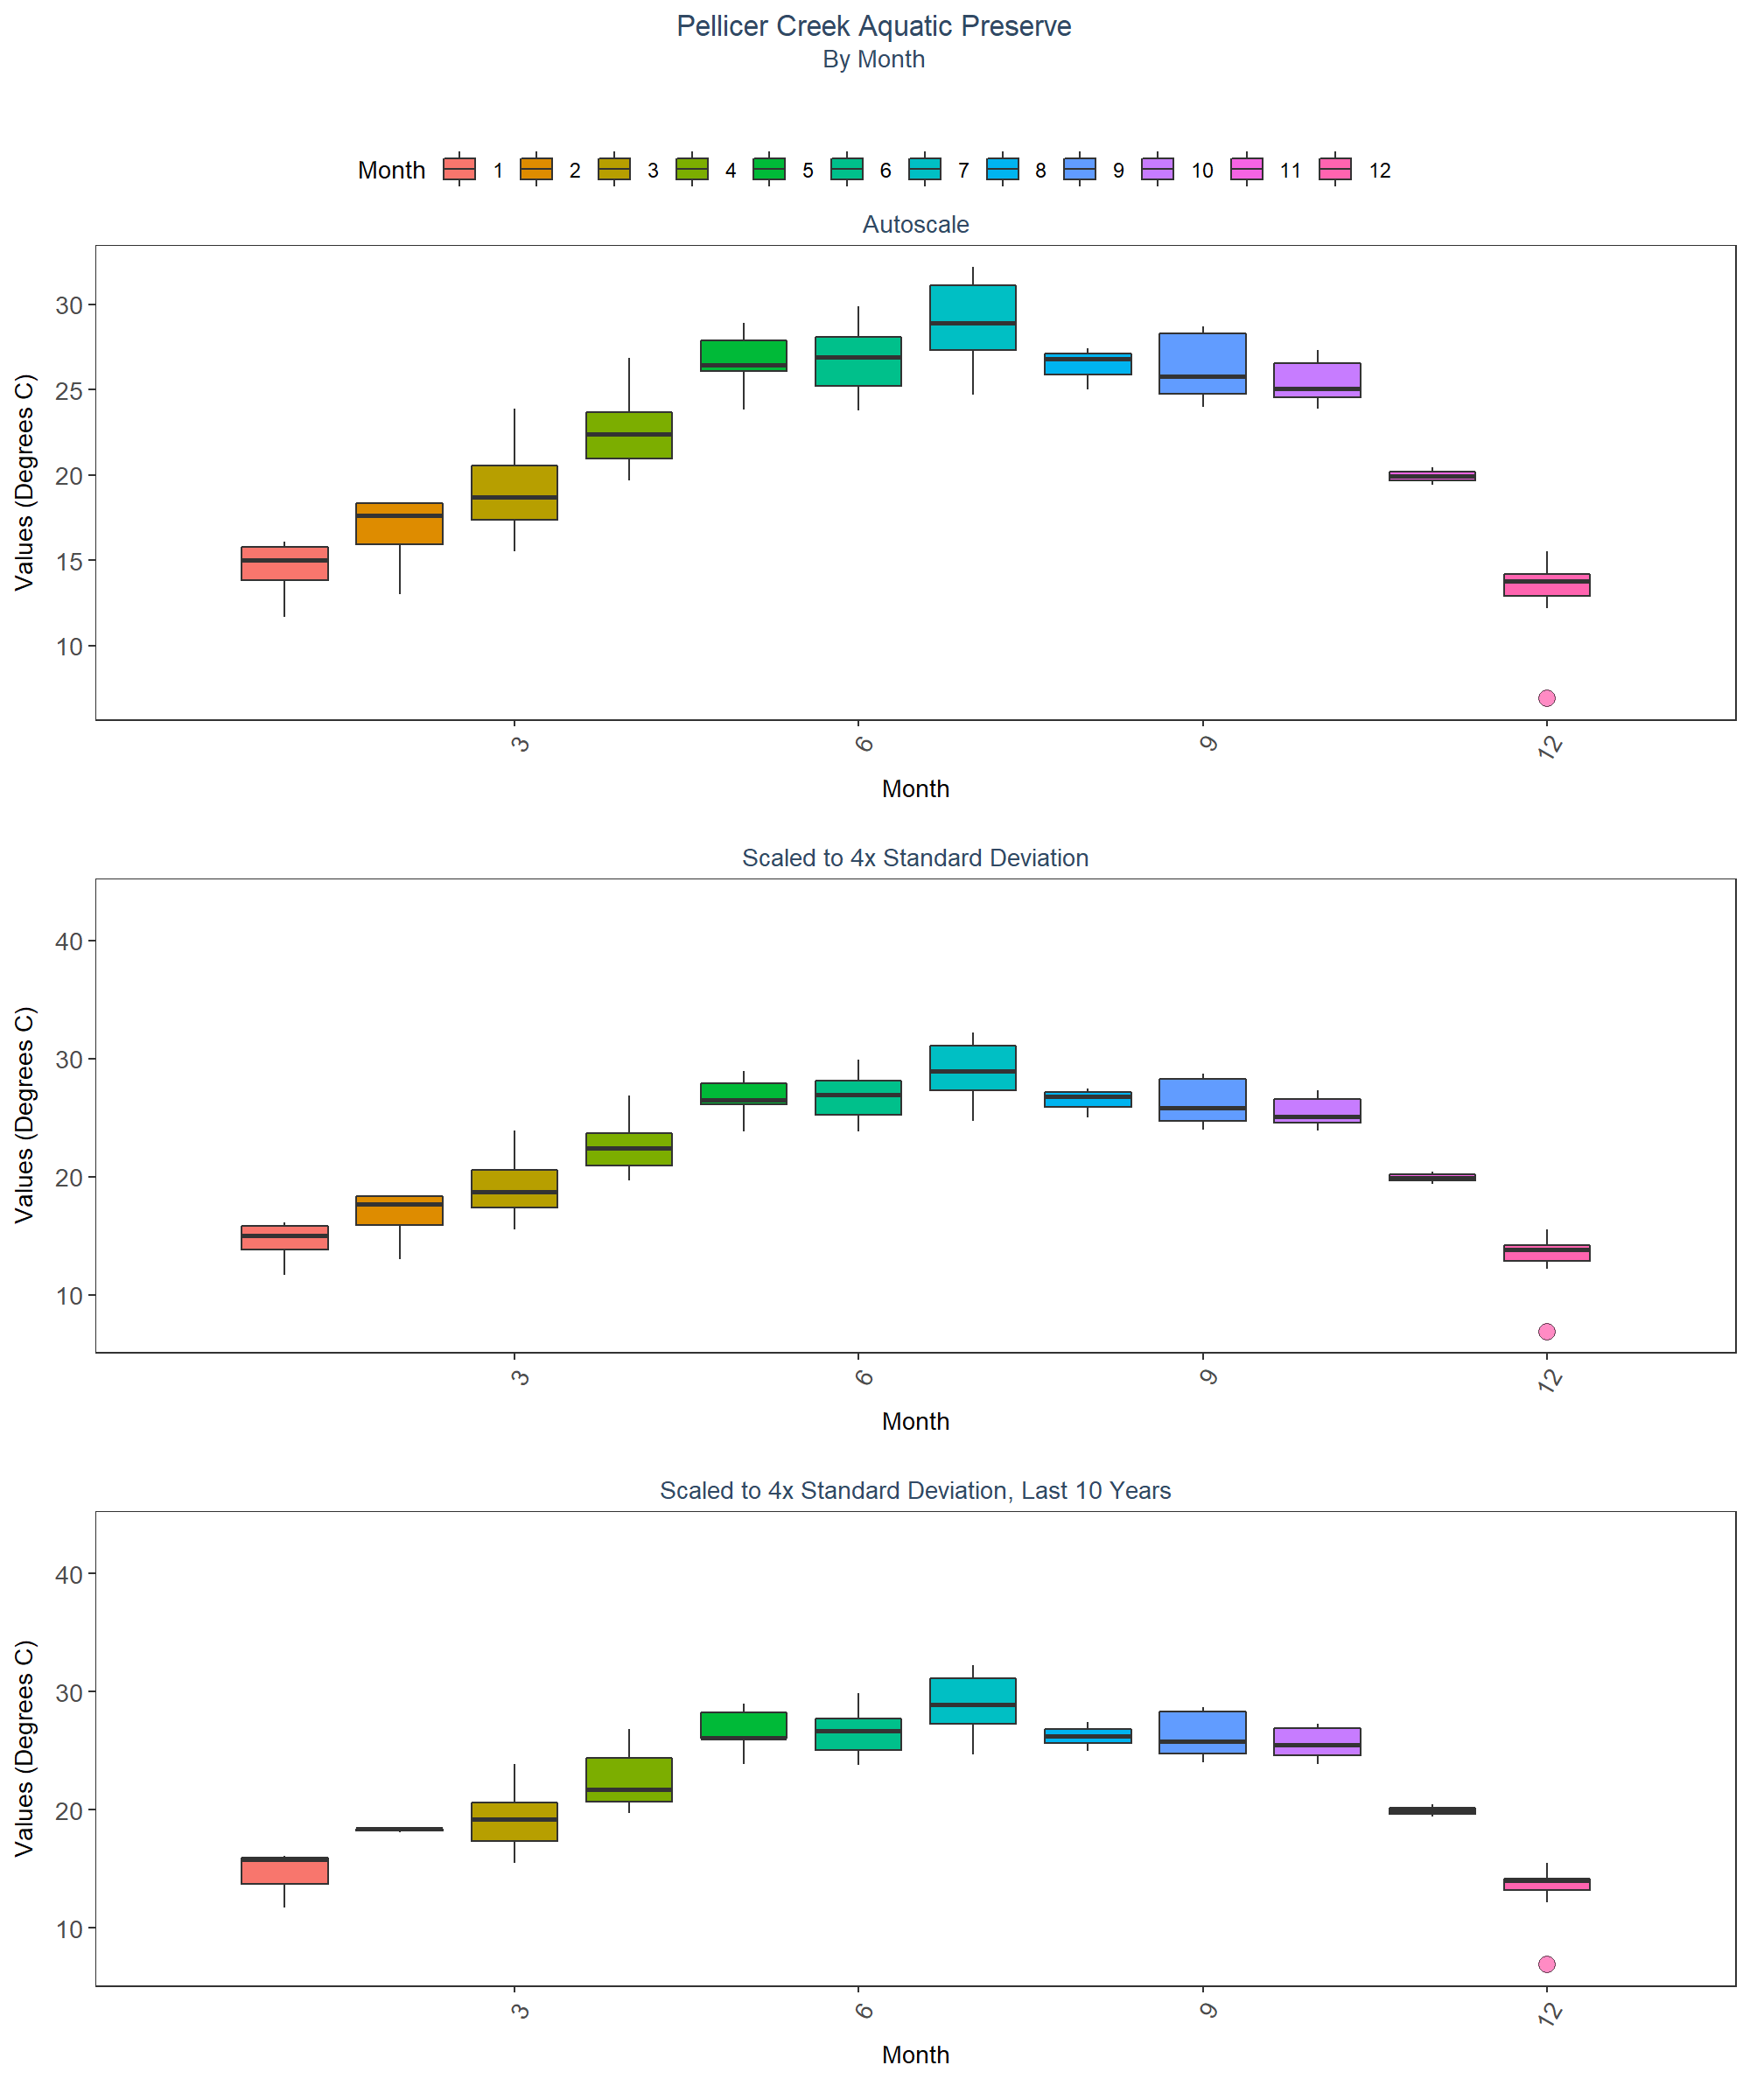 Pellicer Creek Aquatic Preserve
By Month
Month 1 2 3 4 5 6 7 8 9 10 11 12
Autoscale
Values (Degrees C)
30
25
20
15
10
3 6 9 12
Month
Scaled to 4x Standard Deviation
Values (Degrees C)
40
30
20
10
3 6 9 12
Month
Scaled to 4x Standard Deviation, Last 10 Years
Values (Degrees C)
40
30
20
10
3 6 9 12
Month